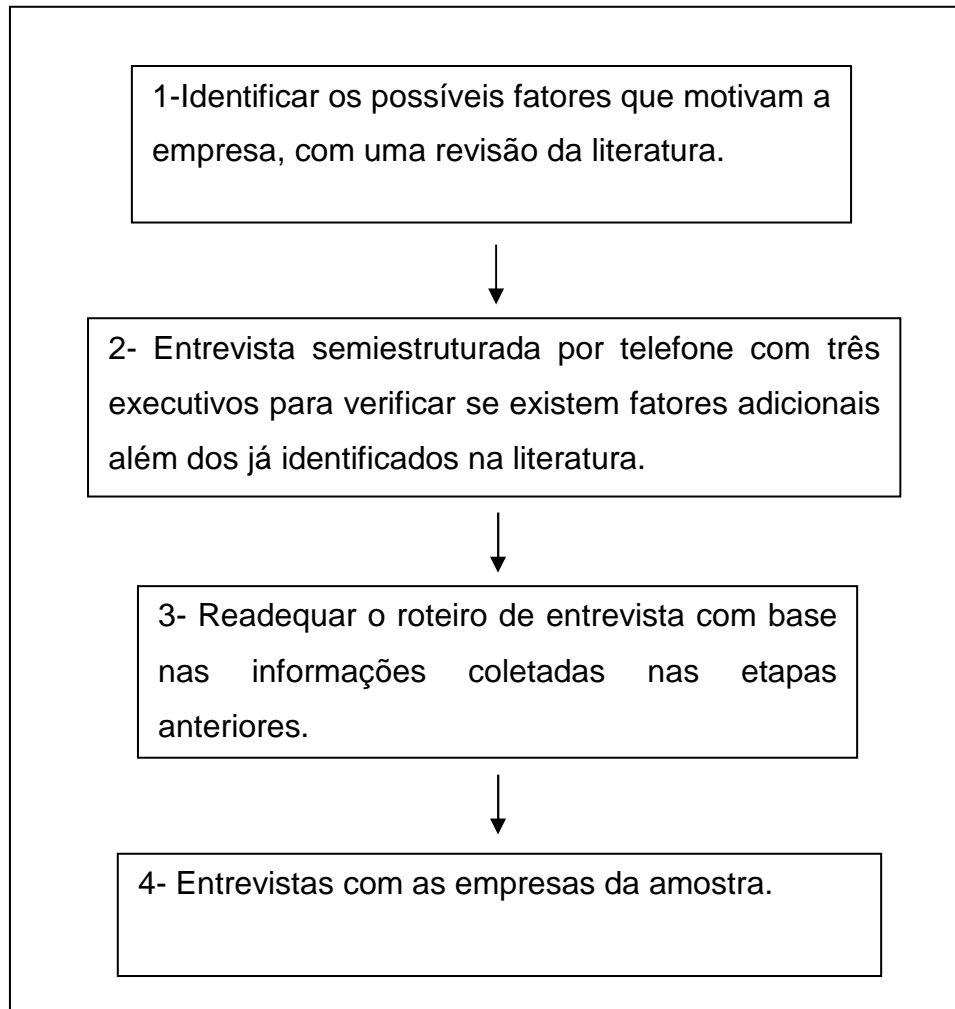 1-Identificar os possíveis fatores que motivam a
empresa, com uma revisão da literatura.
2- Entrevista semiestruturada por telefone com três
executivos para verificar se existem fatores adicionais
além dos já identificados na literatura.
3- Readequar o roteiro de entrevista com base
nas informações coletadas nas etapas
anteriores.
4- Entrevistas com as empresas da amostra.